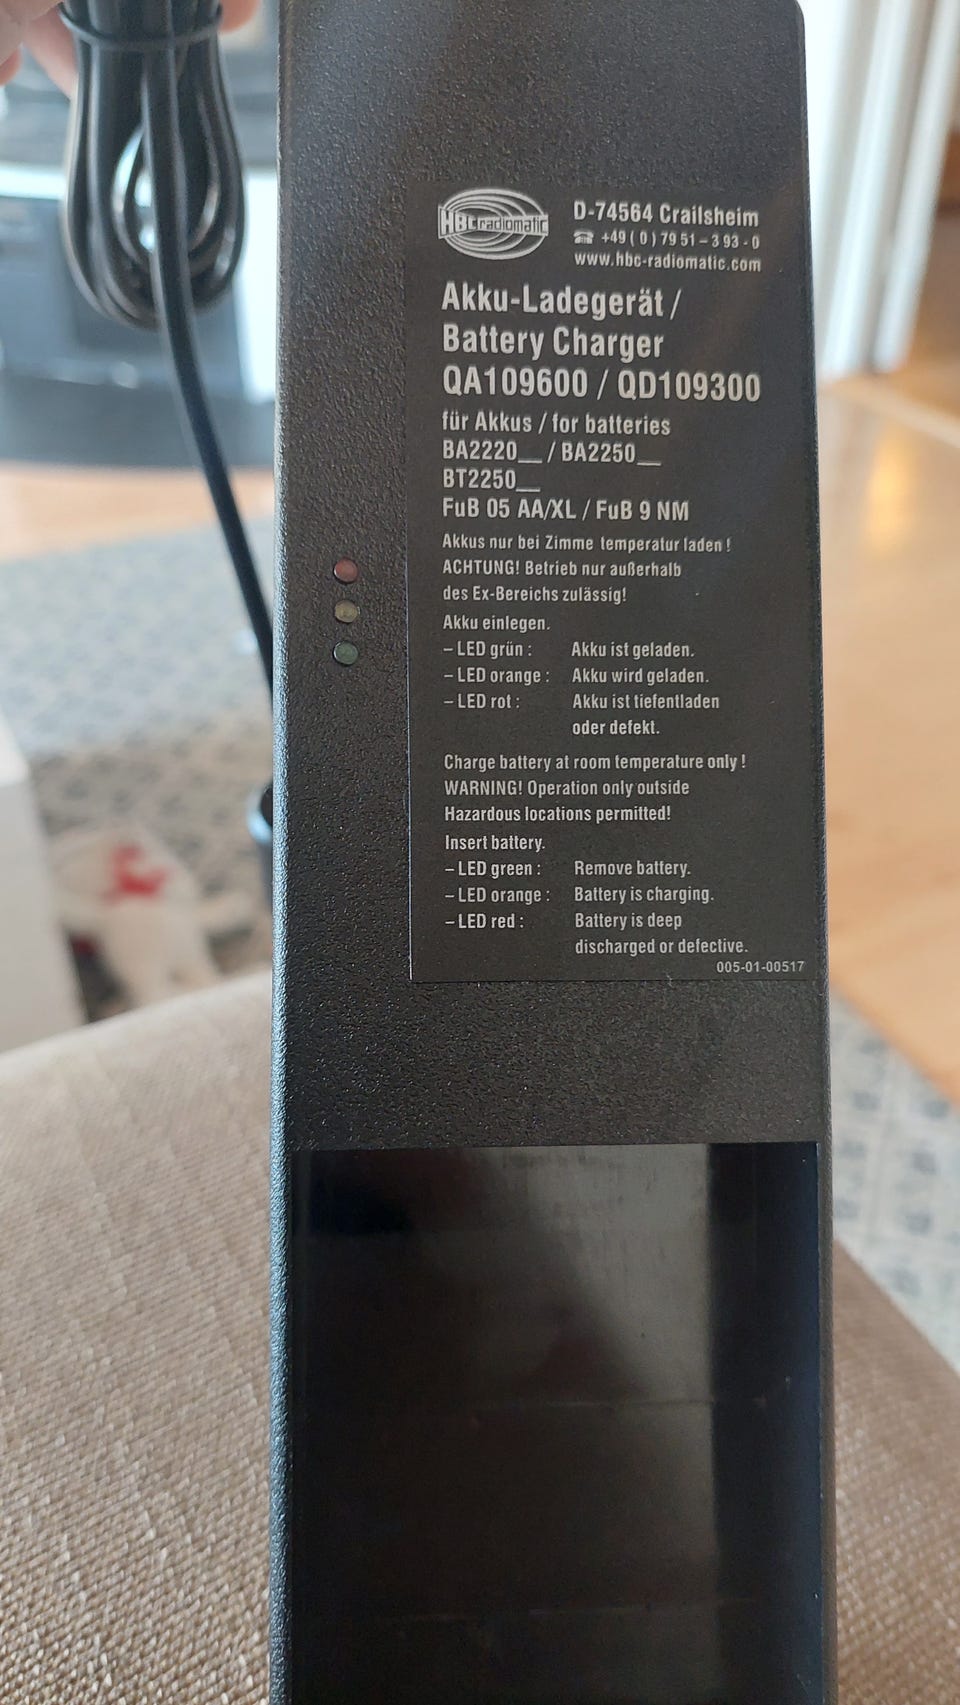 HBC radiomatic
D-74564 Crailsheim
☎ +49 ( 0 ) 79 51 – 3 93 - 0
www.hbc-radiomatic.com
Akku-Ladegerät /
Battery Charger
QA109600 / QD109300
für Akkus / for batteries
BA2220__ / BA2250__
BT2250__
FuB 05 AA/XL / FuB 9 NM
Akkus nur bei Zimme temperatur laden !
ACHTUNG! Betrieb nur außerhalb
des Ex-Bereichs zulässig!
Akku einlegen.
– LED grün : Akku ist geladen.
– LED orange : Akku wird geladen.
– LED rot : Akku ist tiefentladen
oder defekt.
Charge battery at room temperature only !
WARNING! Operation only outside
Hazardous locations permitted!
Insert battery.
– LED green : Remove battery.
– LED orange : Battery is charging.
– LED red : Battery is deep
discharged or defective.
005-01-00517